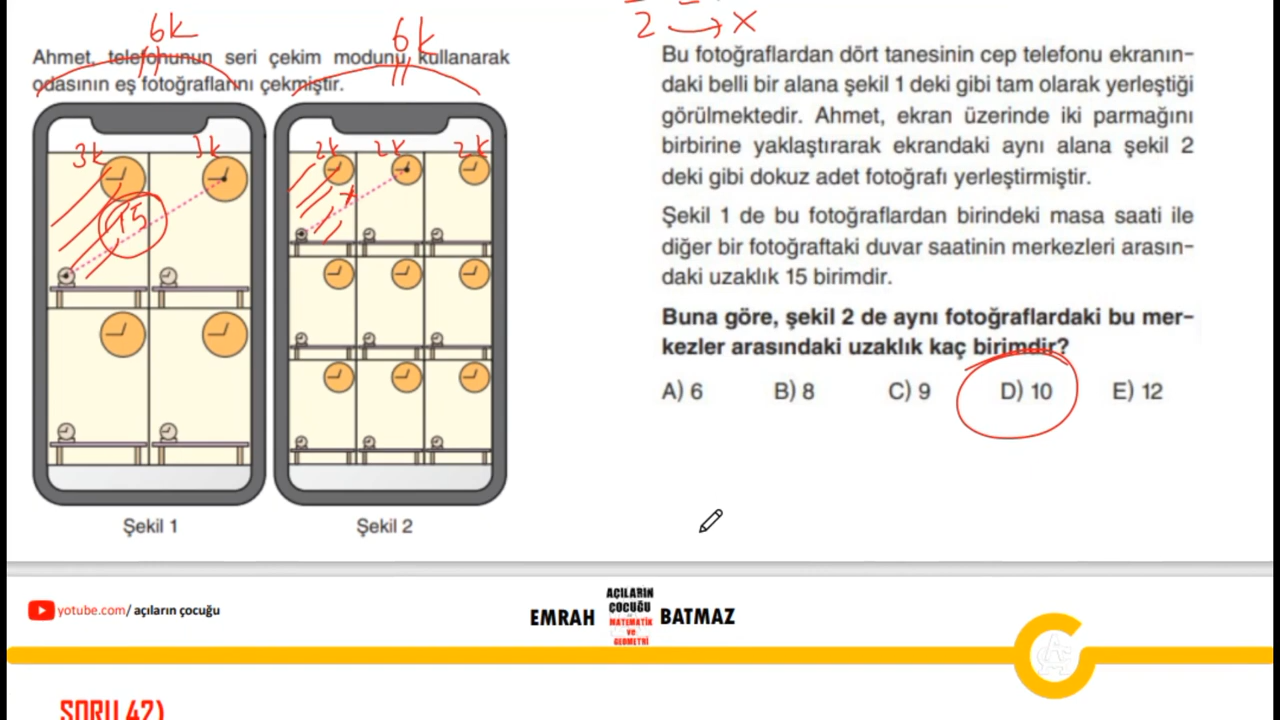 2 → x
6k
6k
Ahmet, telefonunun seri çekim modunu kullanarak
odasının eş fotoğraflarını çekmiştir.
3k
3k
2k
2k
2k
15
x
Şekil 1
Şekil 2
Bu fotoğraflardan dört tanesinin cep telefonu ekranın-
daki belli bir alana şekil 1 deki gibi tam olarak yerleştiği
görülmektedir. Ahmet, ekran üzerinde iki parmağını
birbirine yaklaştırarak ekrandaki aynı alana şekil 2
deki gibi dokuz adet fotoğrafı yerleştirmiştir.
Şekil 1 de bu fotoğraflardan birindeki masa saati ile
diğer bir fotoğraftaki duvar saatinin merkezleri arasın-
daki uzaklık 15 birimdir.
Buna göre, şekil 2 de aynı fotoğraflardaki bu mer-
kezler arasındaki uzaklık kaç birimdir?
A) 6 B) 8 C) 9 D) 10 E) 12
yotube.com/ açıların çocuğu
EMRAH
AÇILARIN
ÇOCUĞU
MATEMATİK
ve
GEOMETRİ
BATMAZ
SORU 42)